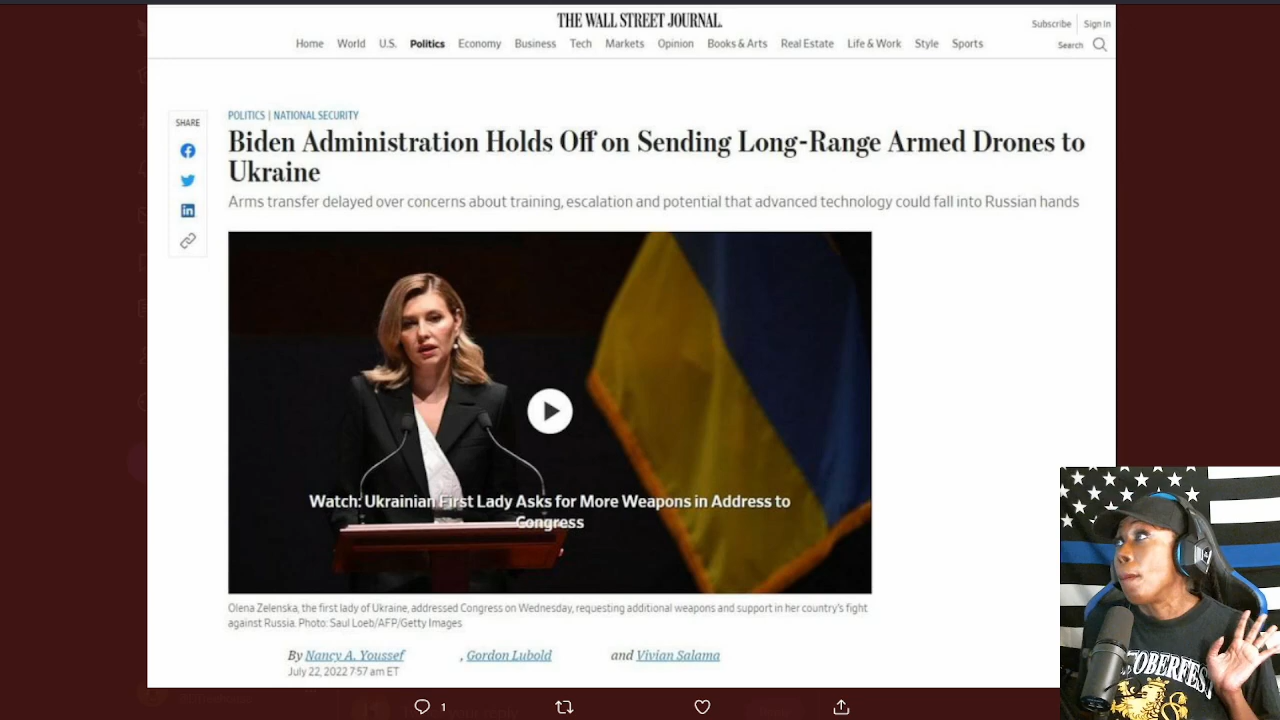 THE WALL STREET JOURNAL.
Subscribe Sign In
Home World U.S. Politics Economy Business Tech Markets Opinion Books & Arts Real Estate Life & Work Style Sports
Search
SHARE
POLITICS | NATIONAL SECURITY
Biden Administration Holds Off on Sending Long-Range Armed Drones to
Ukraine
Arms transfer delayed over concerns about training, escalation and potential that advanced technology could fall into Russian hands
Watch: Ukrainian First Lady Asks for More Weapons in Address to
Congress
Olena Zelenska, the first lady of Ukraine, addressed Congress on Wednesday, requesting additional weapons and support in her country's fight
against Russia. Photo: Saul Loeb/AFP/Getty Images
By Nancy A. Youssef , Gordon Lubold and Vivian Salama
July 22, 2022 7:57 am ET
1